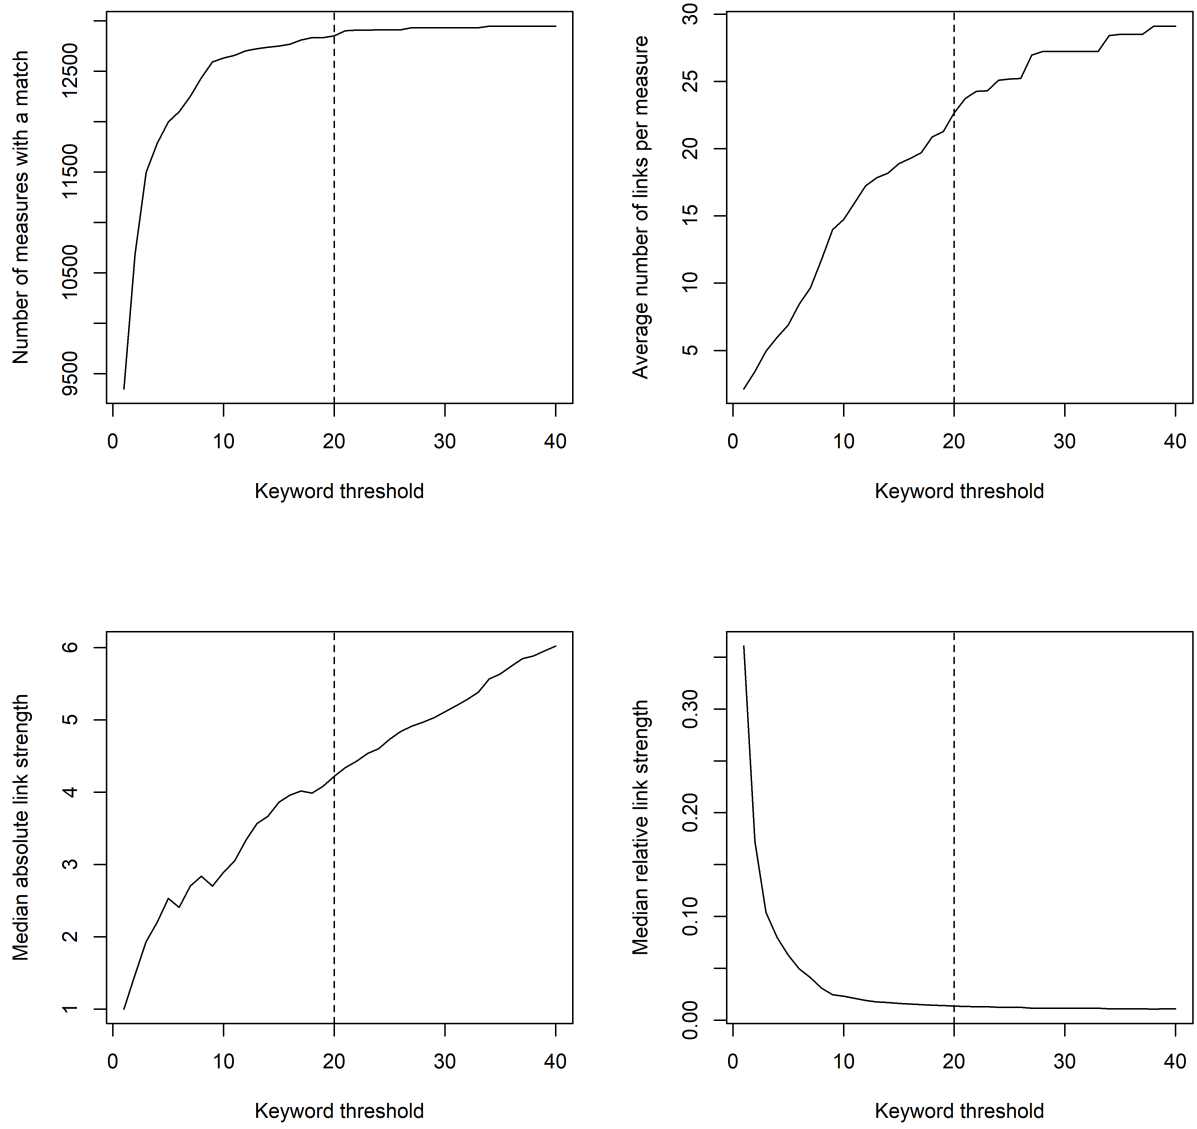 Number of measures with a match
9500 10500 11500 12500
0 10 20 30 40
Keyword threshold
Average number of links per measure
5 10 15 20 25 30
0 10 20 30 40
Keyword threshold
Median absolute link strength
1 2 3 4 5 6
0 10 20 30 40
Keyword threshold
Median relative link strength
0.00 0.10 0.20 0.30
0 10 20 30 40
Keyword threshold